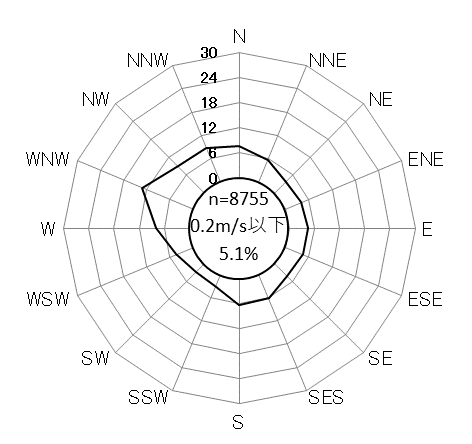 N
NNW
30
NNE
24
NW
18
NE
12
WNW
6
ENE
0
n=8755
W
0.2m/s以下
E
5.1%
WSW
ESE
SW
SE
SSW
SES
S